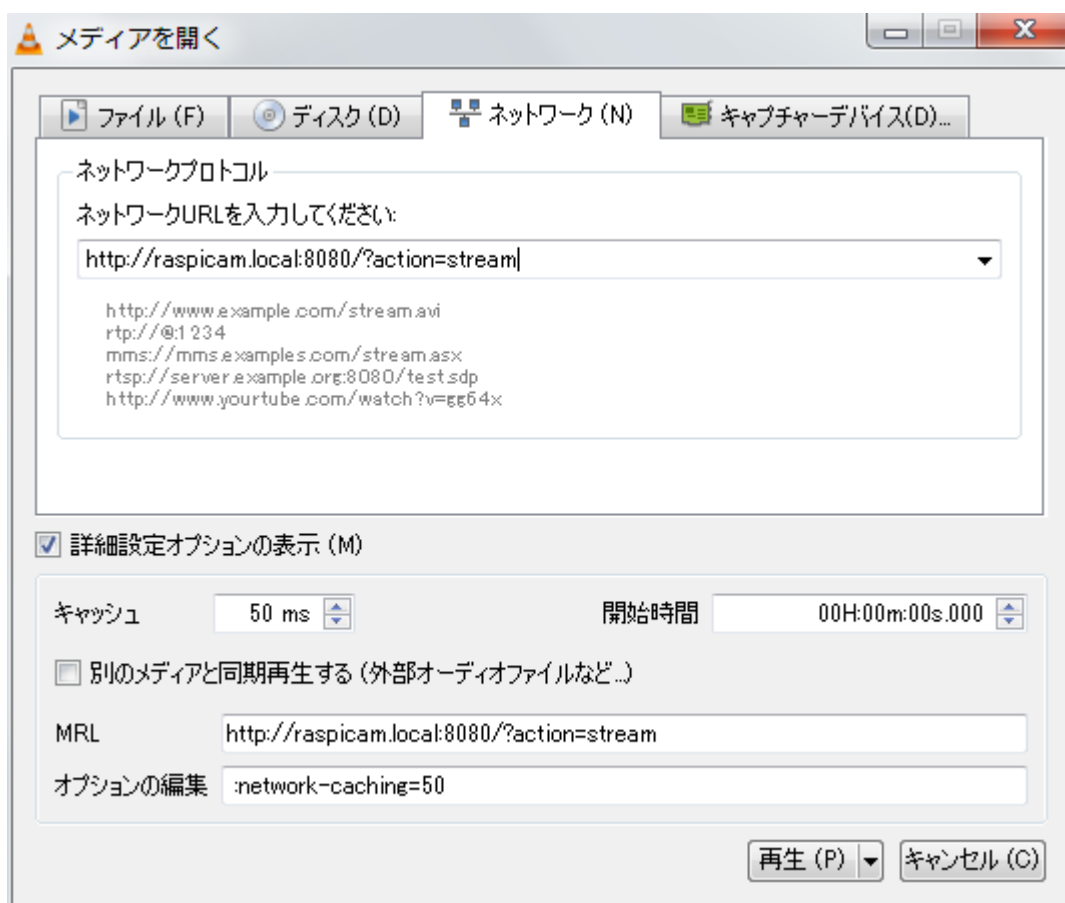 メディアを開く
ファイル (F) ディスク (D) ネットワーク (N) キャプチャーデバイス(D)...
ネットワークプロトコル
ネットワークURLを入力してください:
http://raspicam.local:8080/?action=stream
http://www.example.com/stream.avi
rtp://@:1234
mms://mms.examples.com/stream.asx
rtsp://server.example.org:8080/test.sdp
http://www.yourtube.com/watch?v=gg64x
詳細設定オプションの表示 (M)
キャッシュ 50 ms 開始時間 00H:00m:00s.000
別のメディアと同期再生する (外部オーディオファイルなど...)
MRL http://raspicam.local:8080/?action=stream
オプションの編集 :network-caching=50
再生 (P) キャンセル (C)